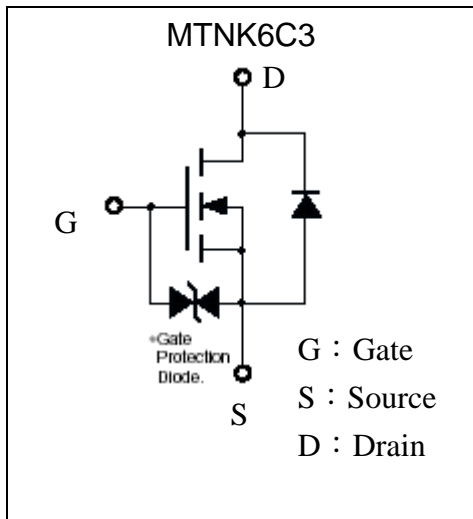 MTNK6C3
D
G
*Gate
Protection
Diode.
S
G：Gate
S：Source
D：Drain